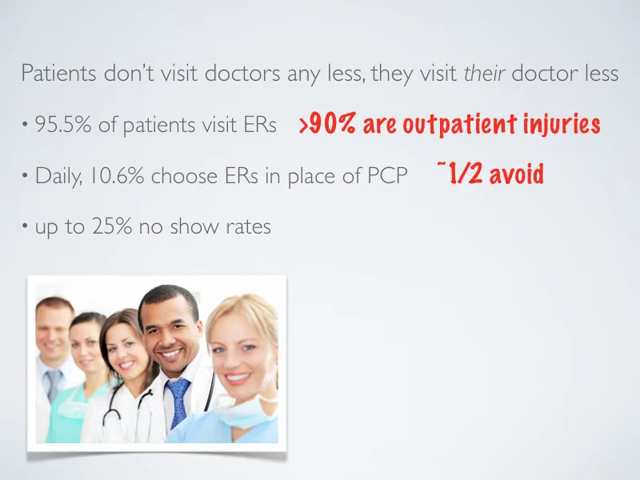 Patients don't visit doctors any less, they visit their doctor less
• 95.5% of patients visit ERs >90% are outpatient injuries
• Daily, 10.6% choose ERs in place of PCP ~1/2 avoid
• up to 25% no show rates